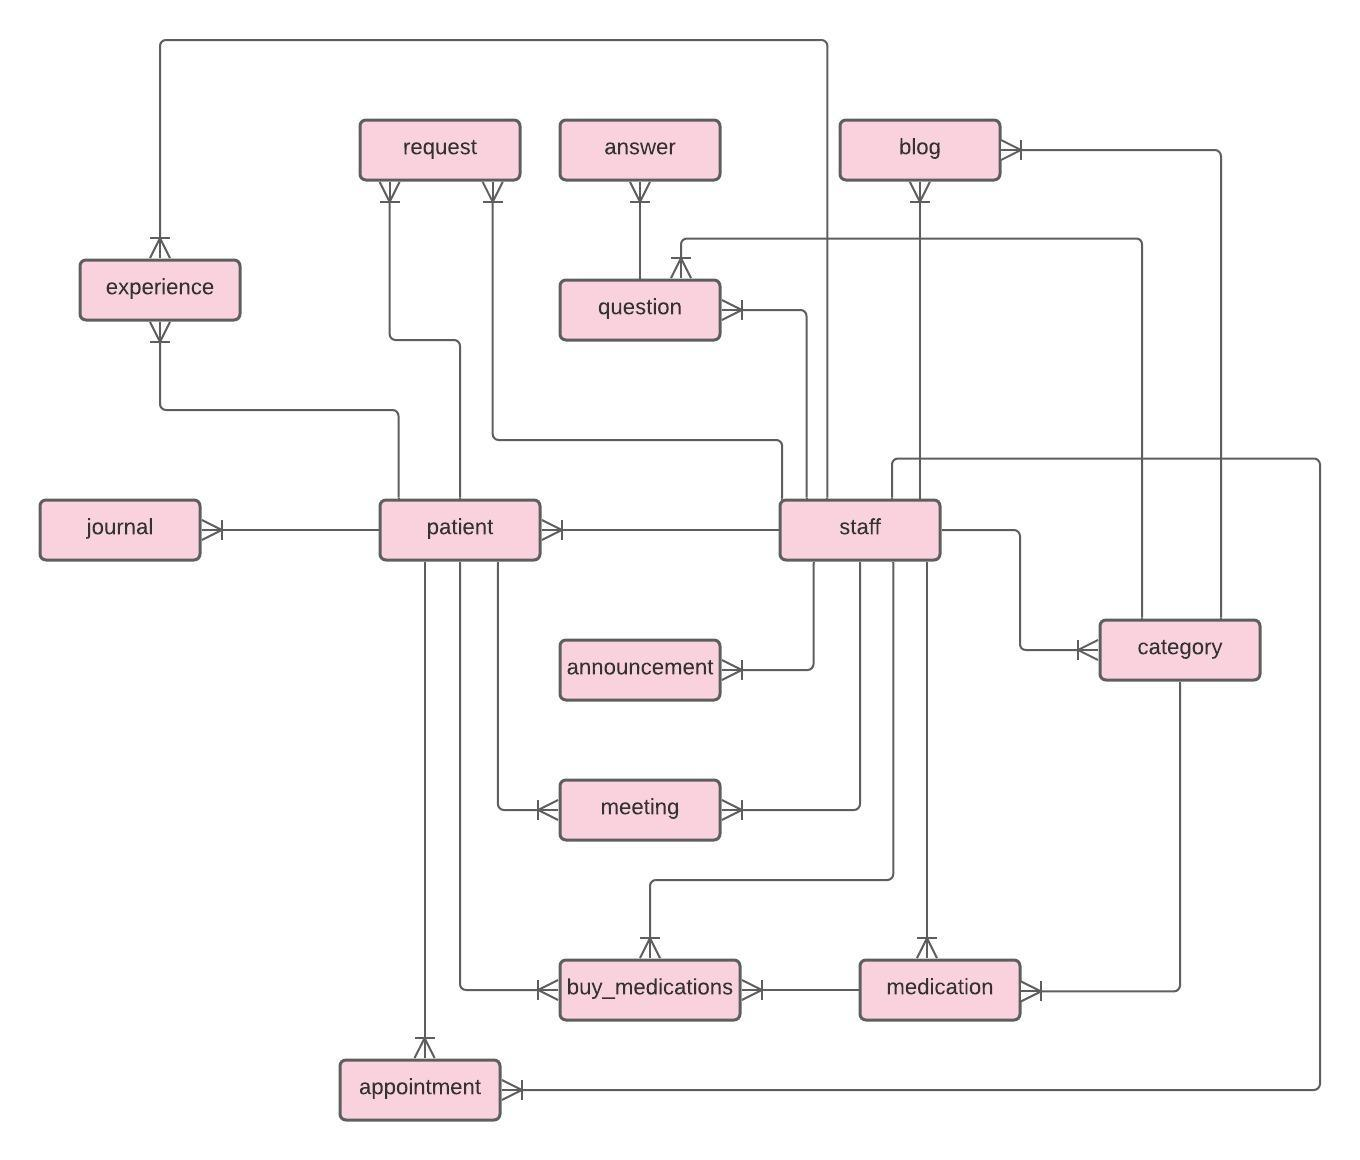 request
answer
blog
experience
question
journal
patient
staff
announcement
category
meeting
buy_medications
medication
appointment